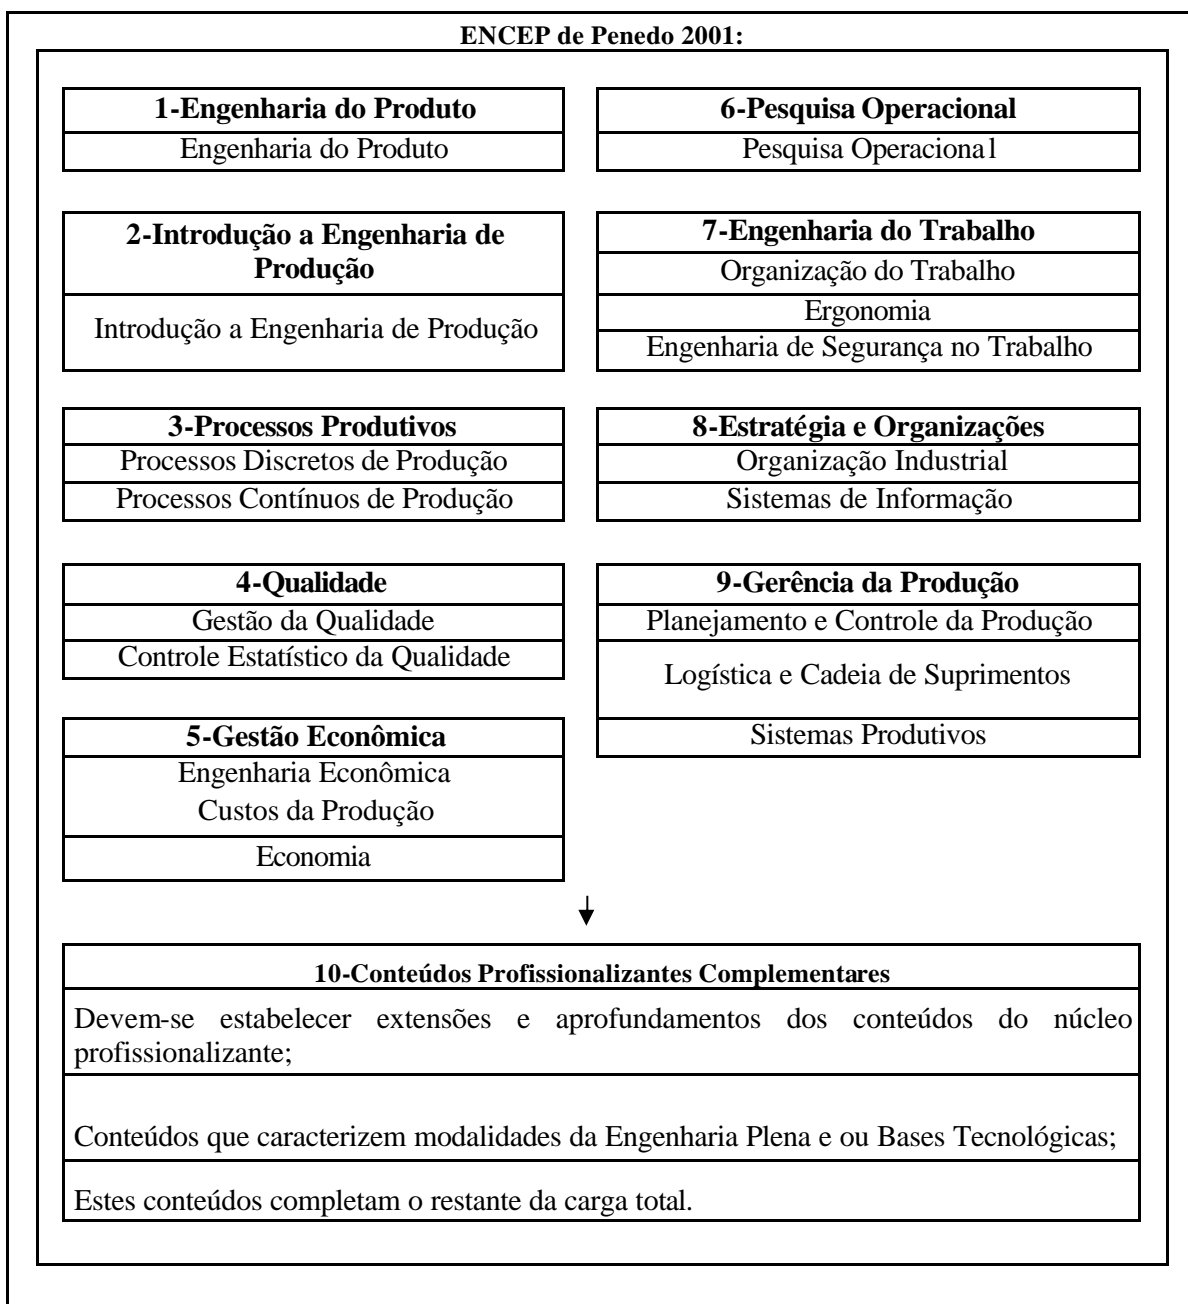 ENCEP de Penedo 2001:
1-Engenharia do Produto
Engenharia do Produto
2-Introdução a Engenharia de
Produção
Introdução a Engenharia de Produção
3-Processos Produtivos
Processos Discretos de Produção
Processos Contínuos de Produção
4-Qualidade
Gestão da Qualidade
Controle Estatístico da Qualidade
5-Gestão Econômica
Engenharia Econômica
Custos da Produção
Economia
6-Pesquisa Operacional
Pesquisa Operacional
7-Engenharia do Trabalho
Organização do Trabalho
Ergonomia
Engenharia de Segurança no Trabalho
8-Estratégia e Organizações
Organização Industrial
Sistemas de Informação
9-Gerência da Produção
Planejamento e Controle da Produção
Logística e Cadeia de Suprimentos
Sistemas Produtivos
10-Conteúdos Profissionalizantes Complementares
Devem-se estabelecer extensões e aprofundamentos dos conteúdos do núcleo
profissionalizante;
Conteúdos que caracterizem modalidades da Engenharia Plena e ou Bases Tecnológicas;
Estes conteúdos completam o restante da carga total.